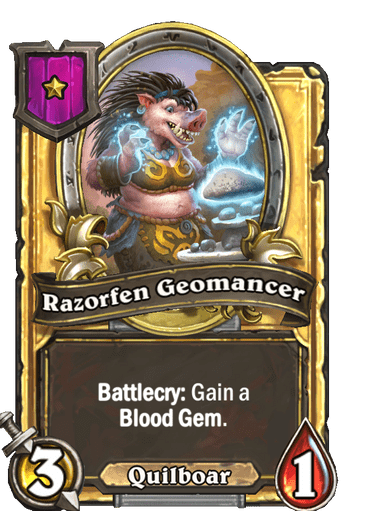 Razorfen Geomancer
Battlecry: Gain a
Blood Gem.
3
Quilboar
1